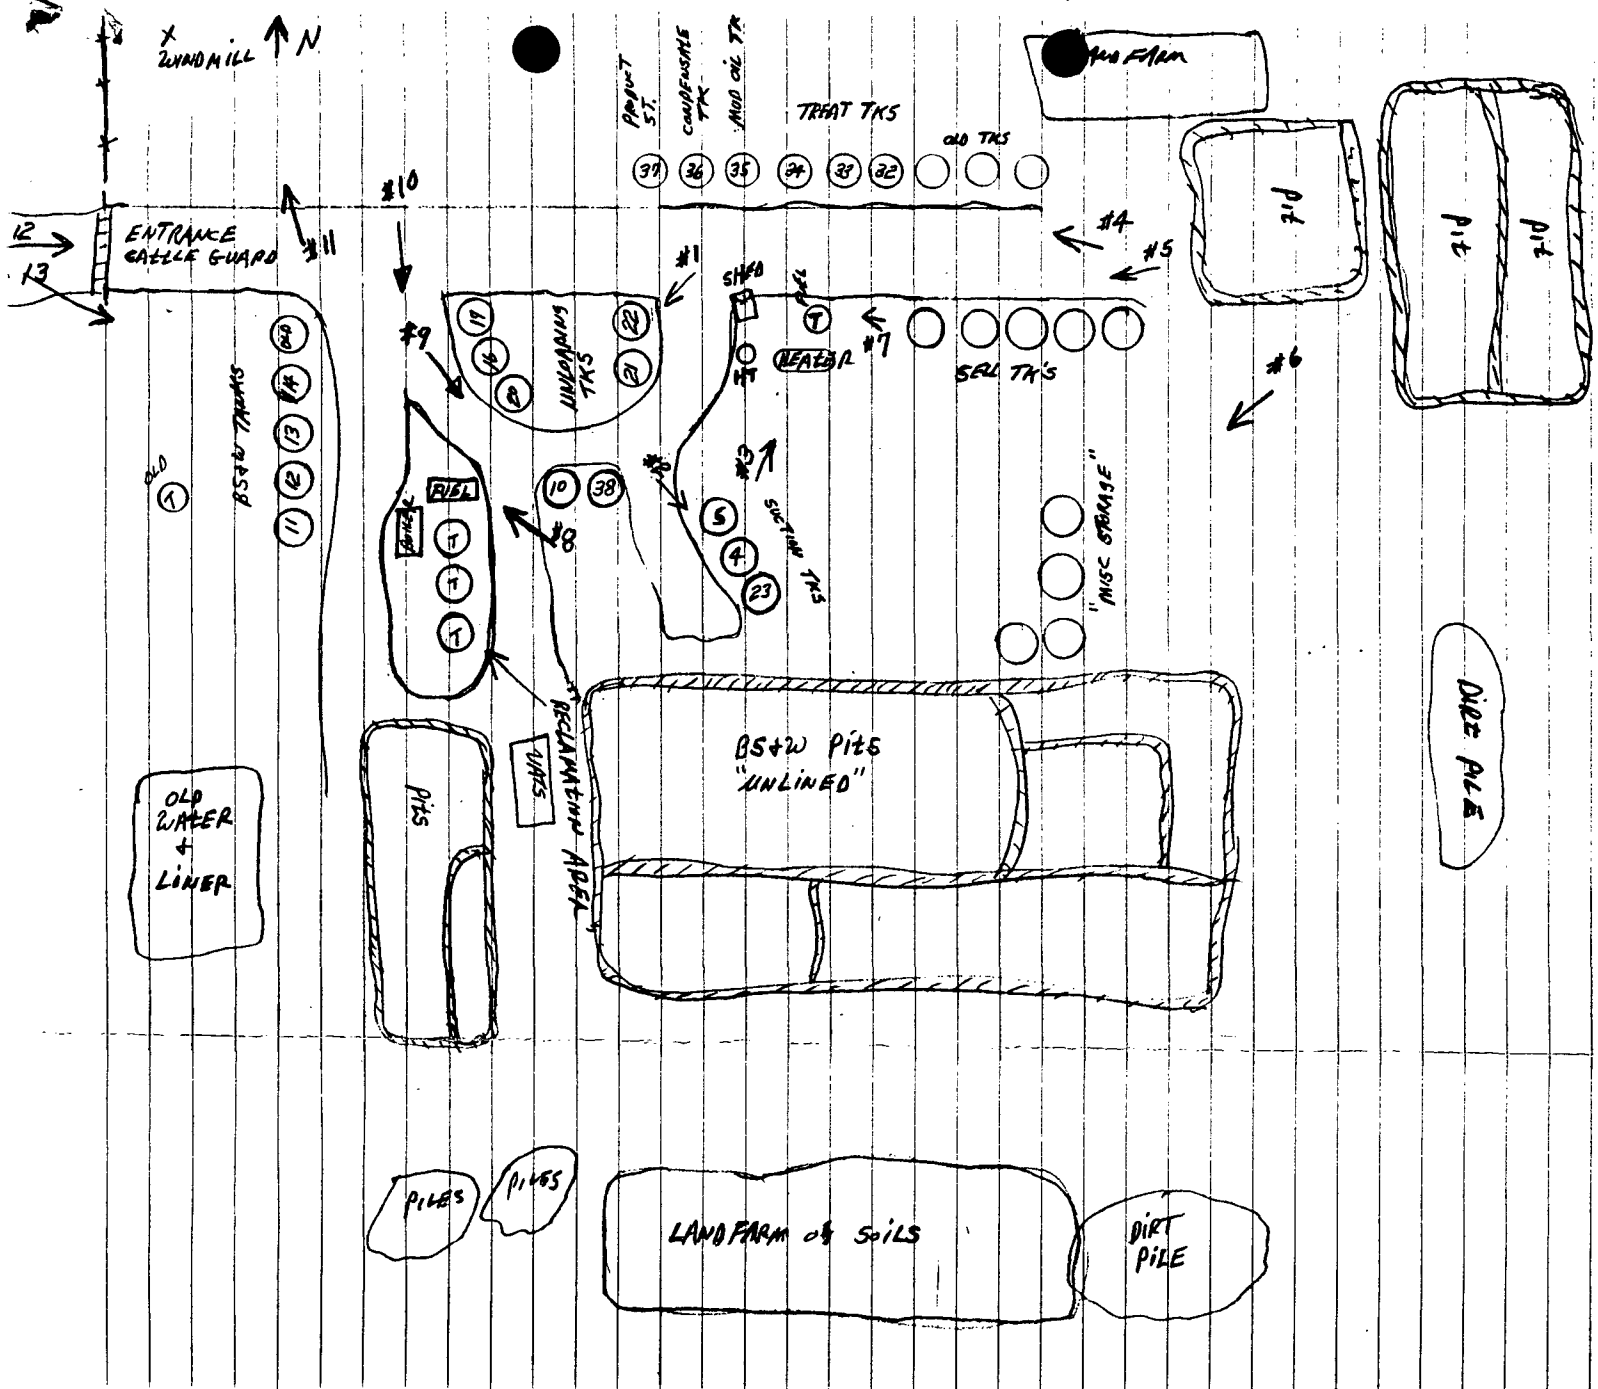 X
WINDMILL
N
PRODUCT
ST.
CONDENSATE
TK
MOD OIL TK
TREAT TKS
OLD TKS
37 36 35 34 33 32
PIT
PIT
PIT
#10
#11
12
13
ENTRANCE
CATTLE GUARD
#1
#4
#5
SHED
FUEL
T
#7
HEATER
HT
SELL TK'S
#6
#9
19
16
20
22
21
TKS
BS&W TANKS
OLD
14
13
12
11
OLD
T
FUEL
BOILER
T
T
T
#8
10
38
#3
5
4
23
SUCTION TKS
"MISC STORAGE"
RECLAMATION AREA
VATS
PITS
OLD
WATER
+
LINER
BS+W PITS
"UNLINED"
DIRT PILE
PILES
PILES
LANDFARM of SOILS
DIRT
PILE